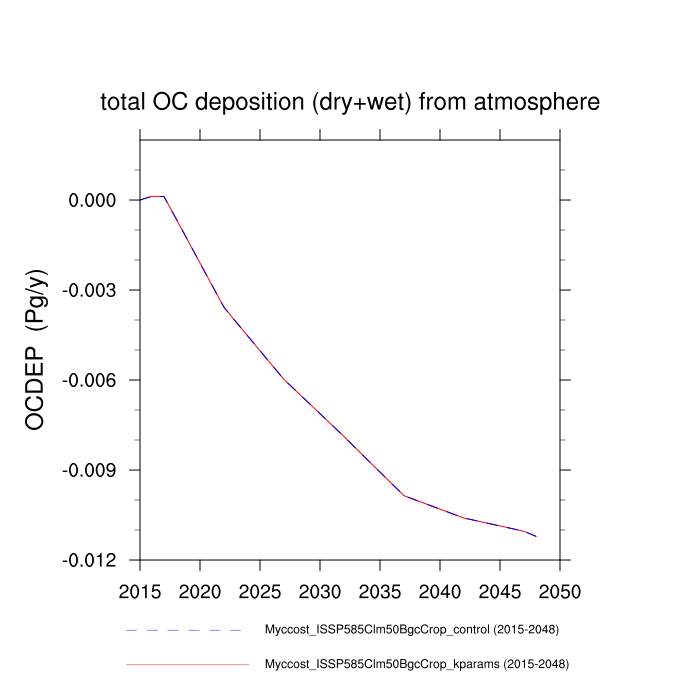 total OC deposition (dry+wet) from atmosphere
OCDEP (Pg/y)
0.000
-0.003
-0.006
-0.009
-0.012
2015 2020 2025 2030 2035 2040 2045 2050
Myccost_ISSP585Clm50BgcCrop_control (2015-2048)
Myccost_ISSP585Clm50BgcCrop_kparams (2015-2048)